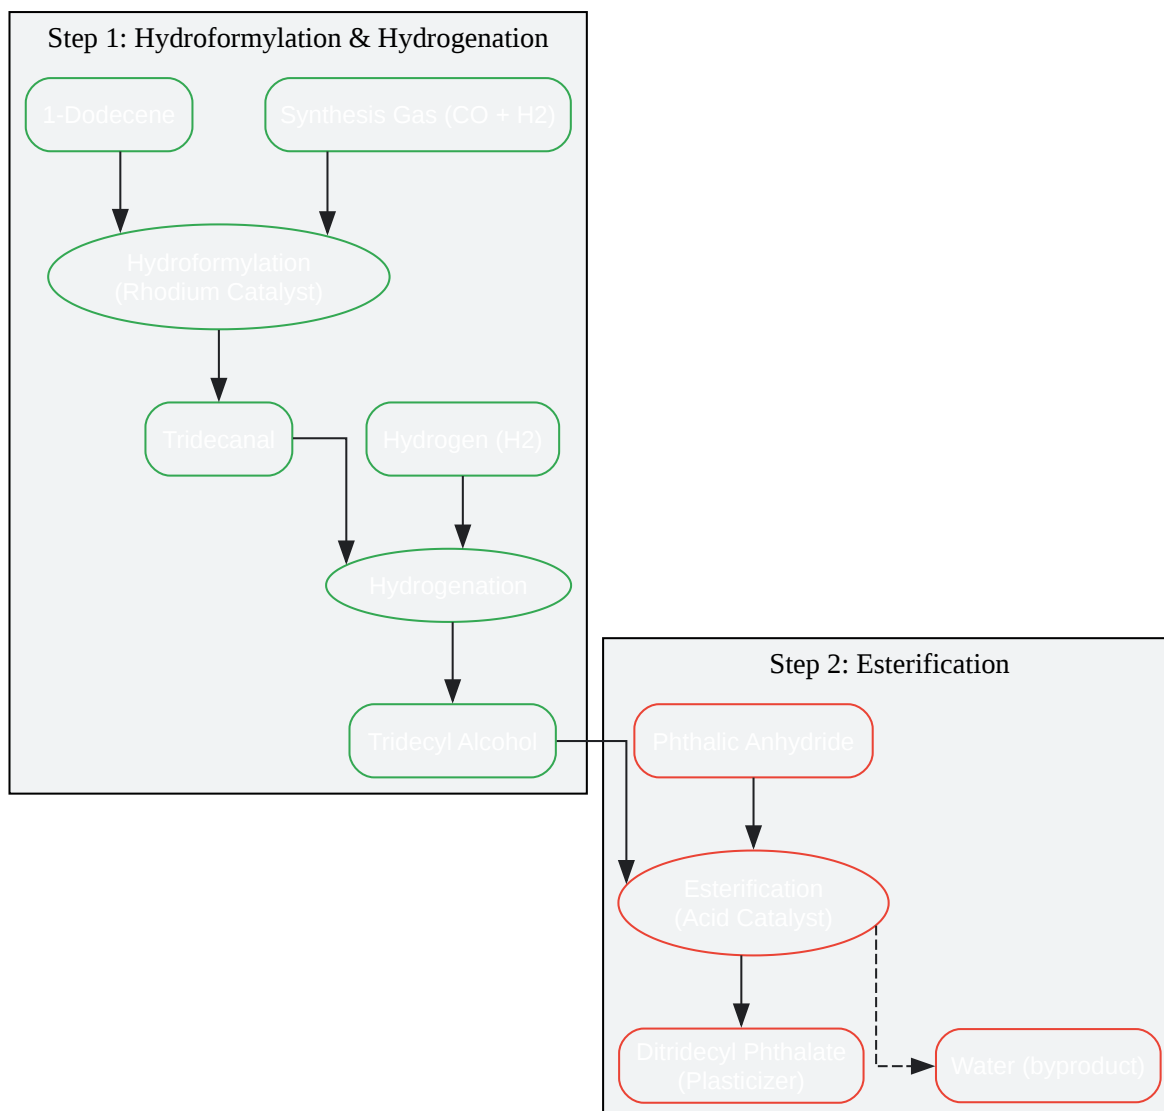 Step 1: Hydroformylation & Hydrogenation
1-Dodecene
Synthesis Gas (CO + H2)
Hydroformylation
(Rhodium Catalyst)
Tridecanal
Hydrogen (H2)
Hydrogenation
Tridecyl Alcohol
Step 2: Esterification
Phthalic Anhydride
Esterification
(Acid Catalyst)
Ditridecyl Phthalate
(Plasticizer)
Water (byproduct)